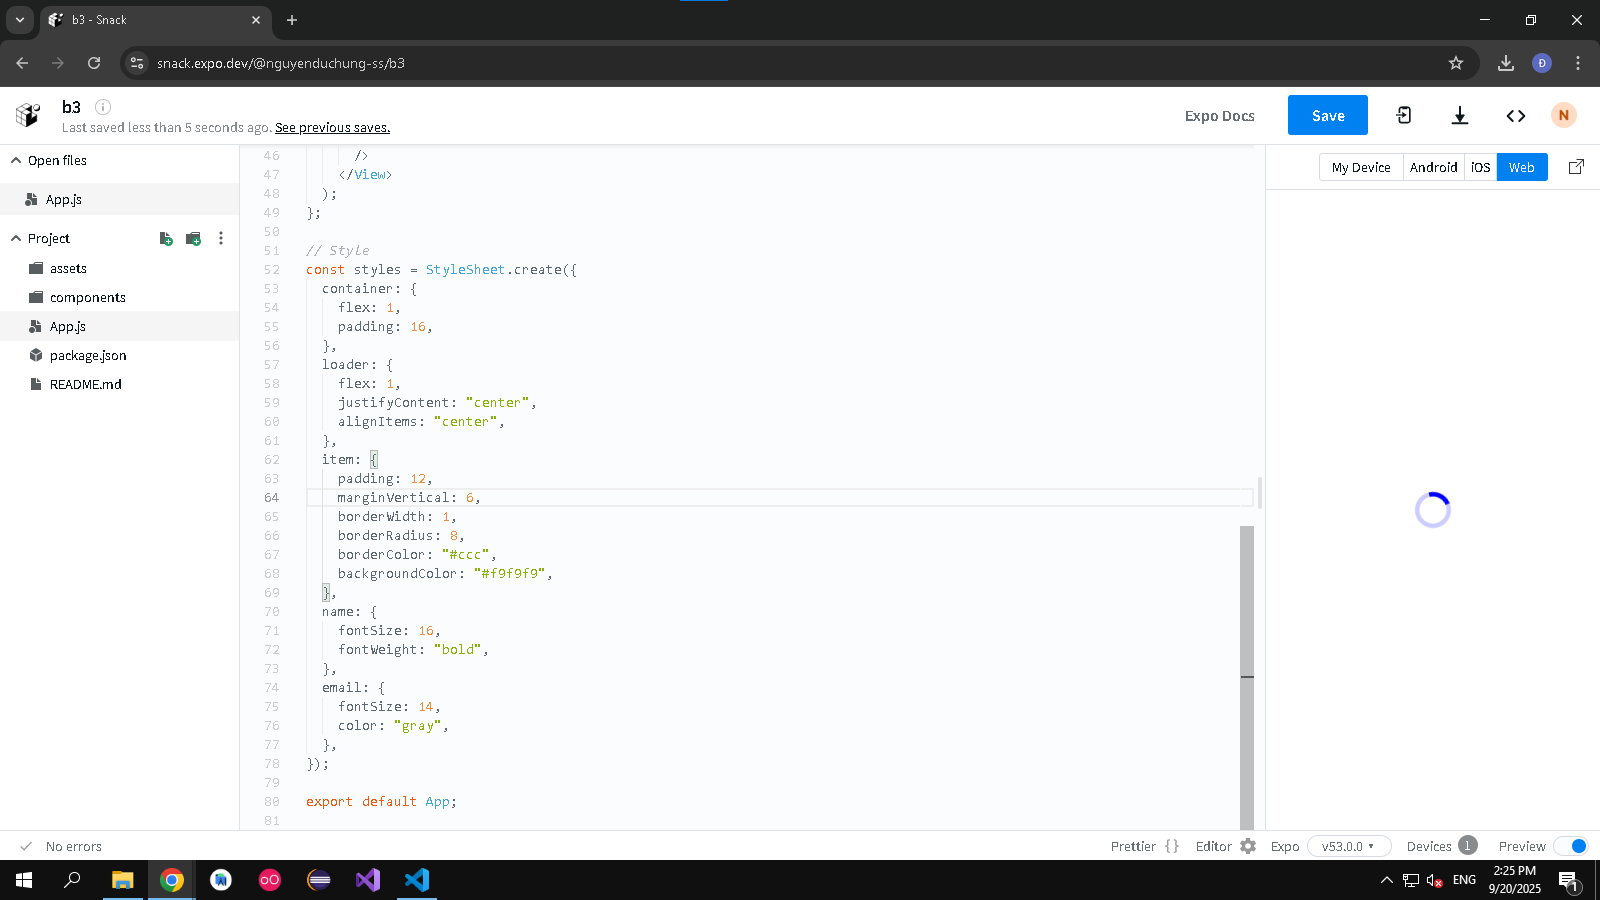 b3 - Snack
snack.expo.dev/@nguyenduchung-ss/b3
Đ
b3
Last saved less than 5 seconds ago. See previous saves.
Expo Docs
Save
N
Open files
App.js
Project
assets
components
App.js
package.json
README.md
46 />
47 </View>
48 );
49 };
50
51 // Style
52 const styles = StyleSheet.create({
53 container: {
54 flex: 1,
55 padding: 16,
56 },
57 loader: {
58 flex: 1,
59 justifyContent: "center",
60 alignItems: "center",
61 },
62 item: {
63 padding: 12,
64 marginVertical: 6,
65 borderWidth: 1,
66 borderRadius: 8,
67 borderColor: "#ccc",
68 backgroundColor: "#f9f9f9",
69 },
70 name: {
71 fontSize: 16,
72 fontWeight: "bold",
73 },
74 email: {
75 fontSize: 14,
76 color: "gray",
77 },
78 });
79
80 export default App;
81
My Device Android iOS Web
No errors
Prettier {} Editor Expo v53.0.0 Devices 1 Preview
ENG
2:25 PM
9/20/2025
1